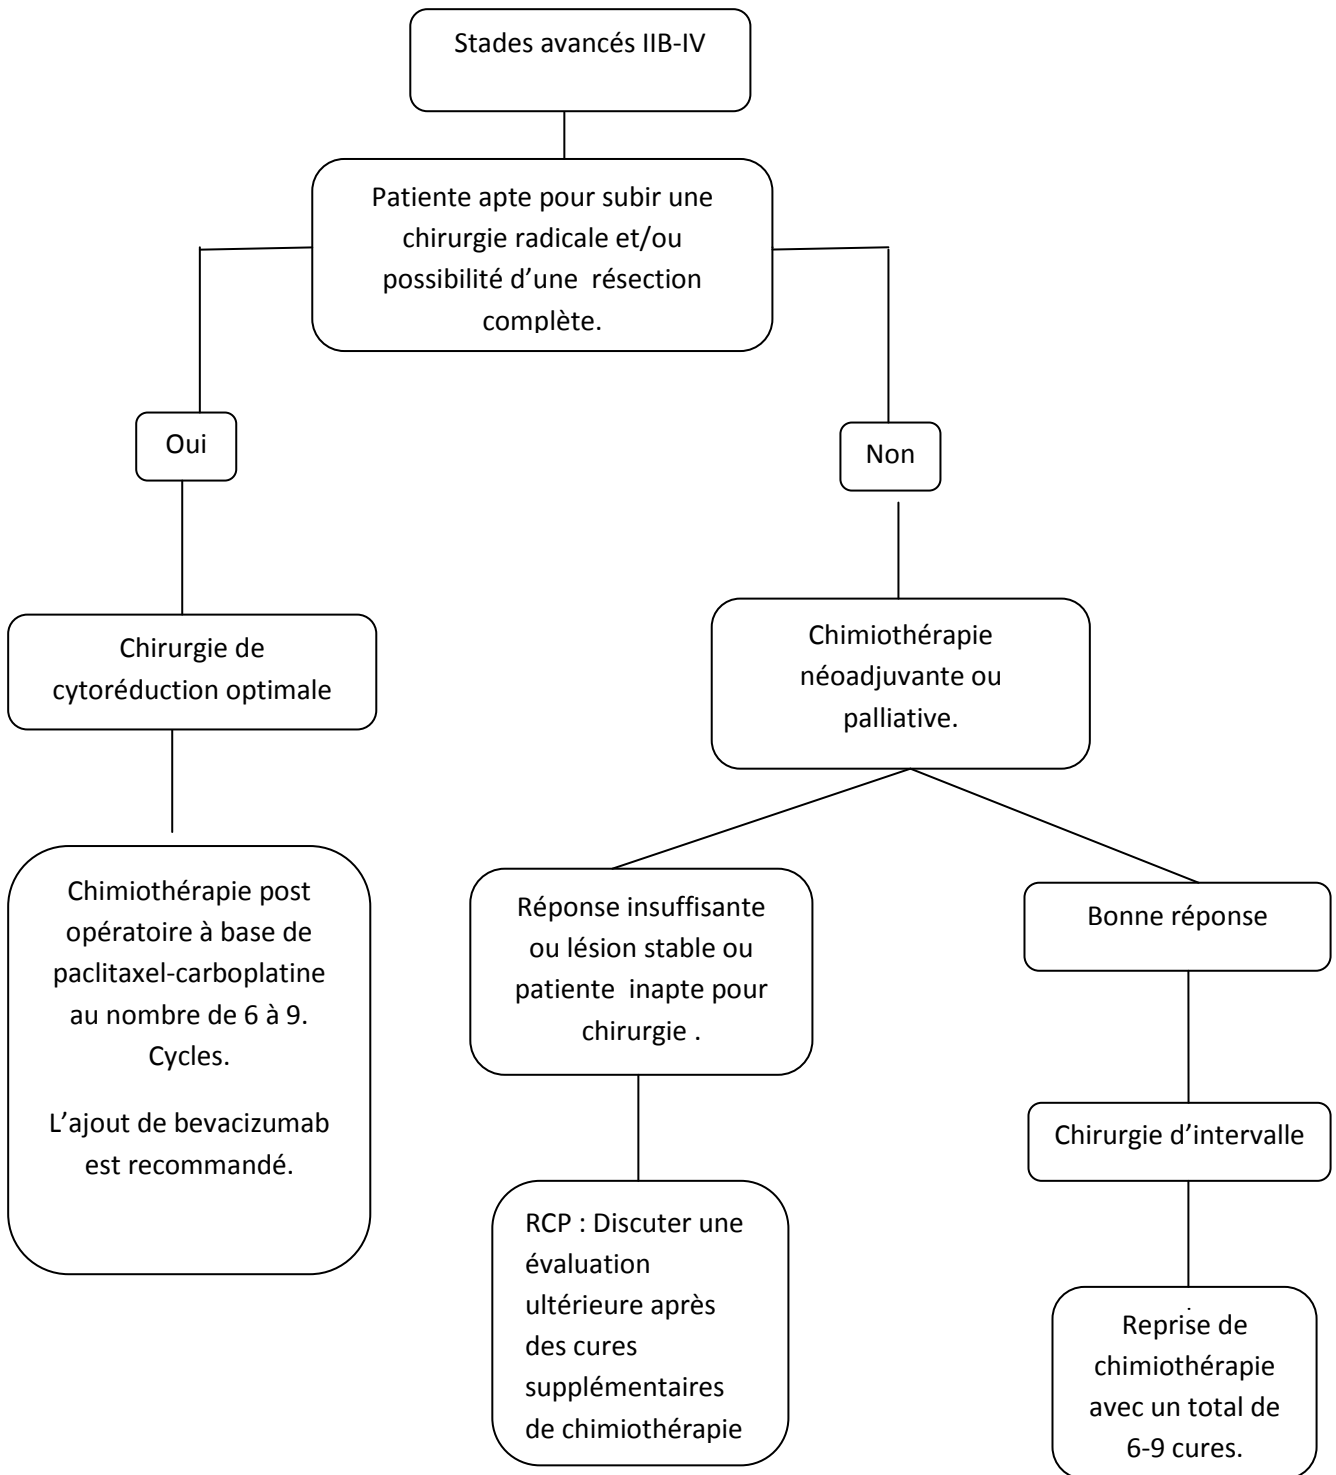 Stades avancés IIB-IV
Patiente apte pour subir une
chirurgie radicale et/ou
possibilité d’une résection
complète.
Oui
Non
Chirurgie de
cytoréduction optimale
Chimiothérapie
néoadjuvante ou
palliative.
Chimiothérapie post
opératoire à base de
paclitaxel-carboplatine
au nombre de 6 à 9.
Cycles.
L’ajout de bevacizumab
est recommandé.
Réponse insuffisante
ou lésion stable ou
patiente inapte pour
chirurgie .
Bonne réponse
Chirurgie d’intervalle
RCP : Discuter une
évaluation
ultérieure après
des cures
supplémentaires
de chimiothérapie
.
Reprise de
chimiothérapie
avec un total de
6-9 cures.